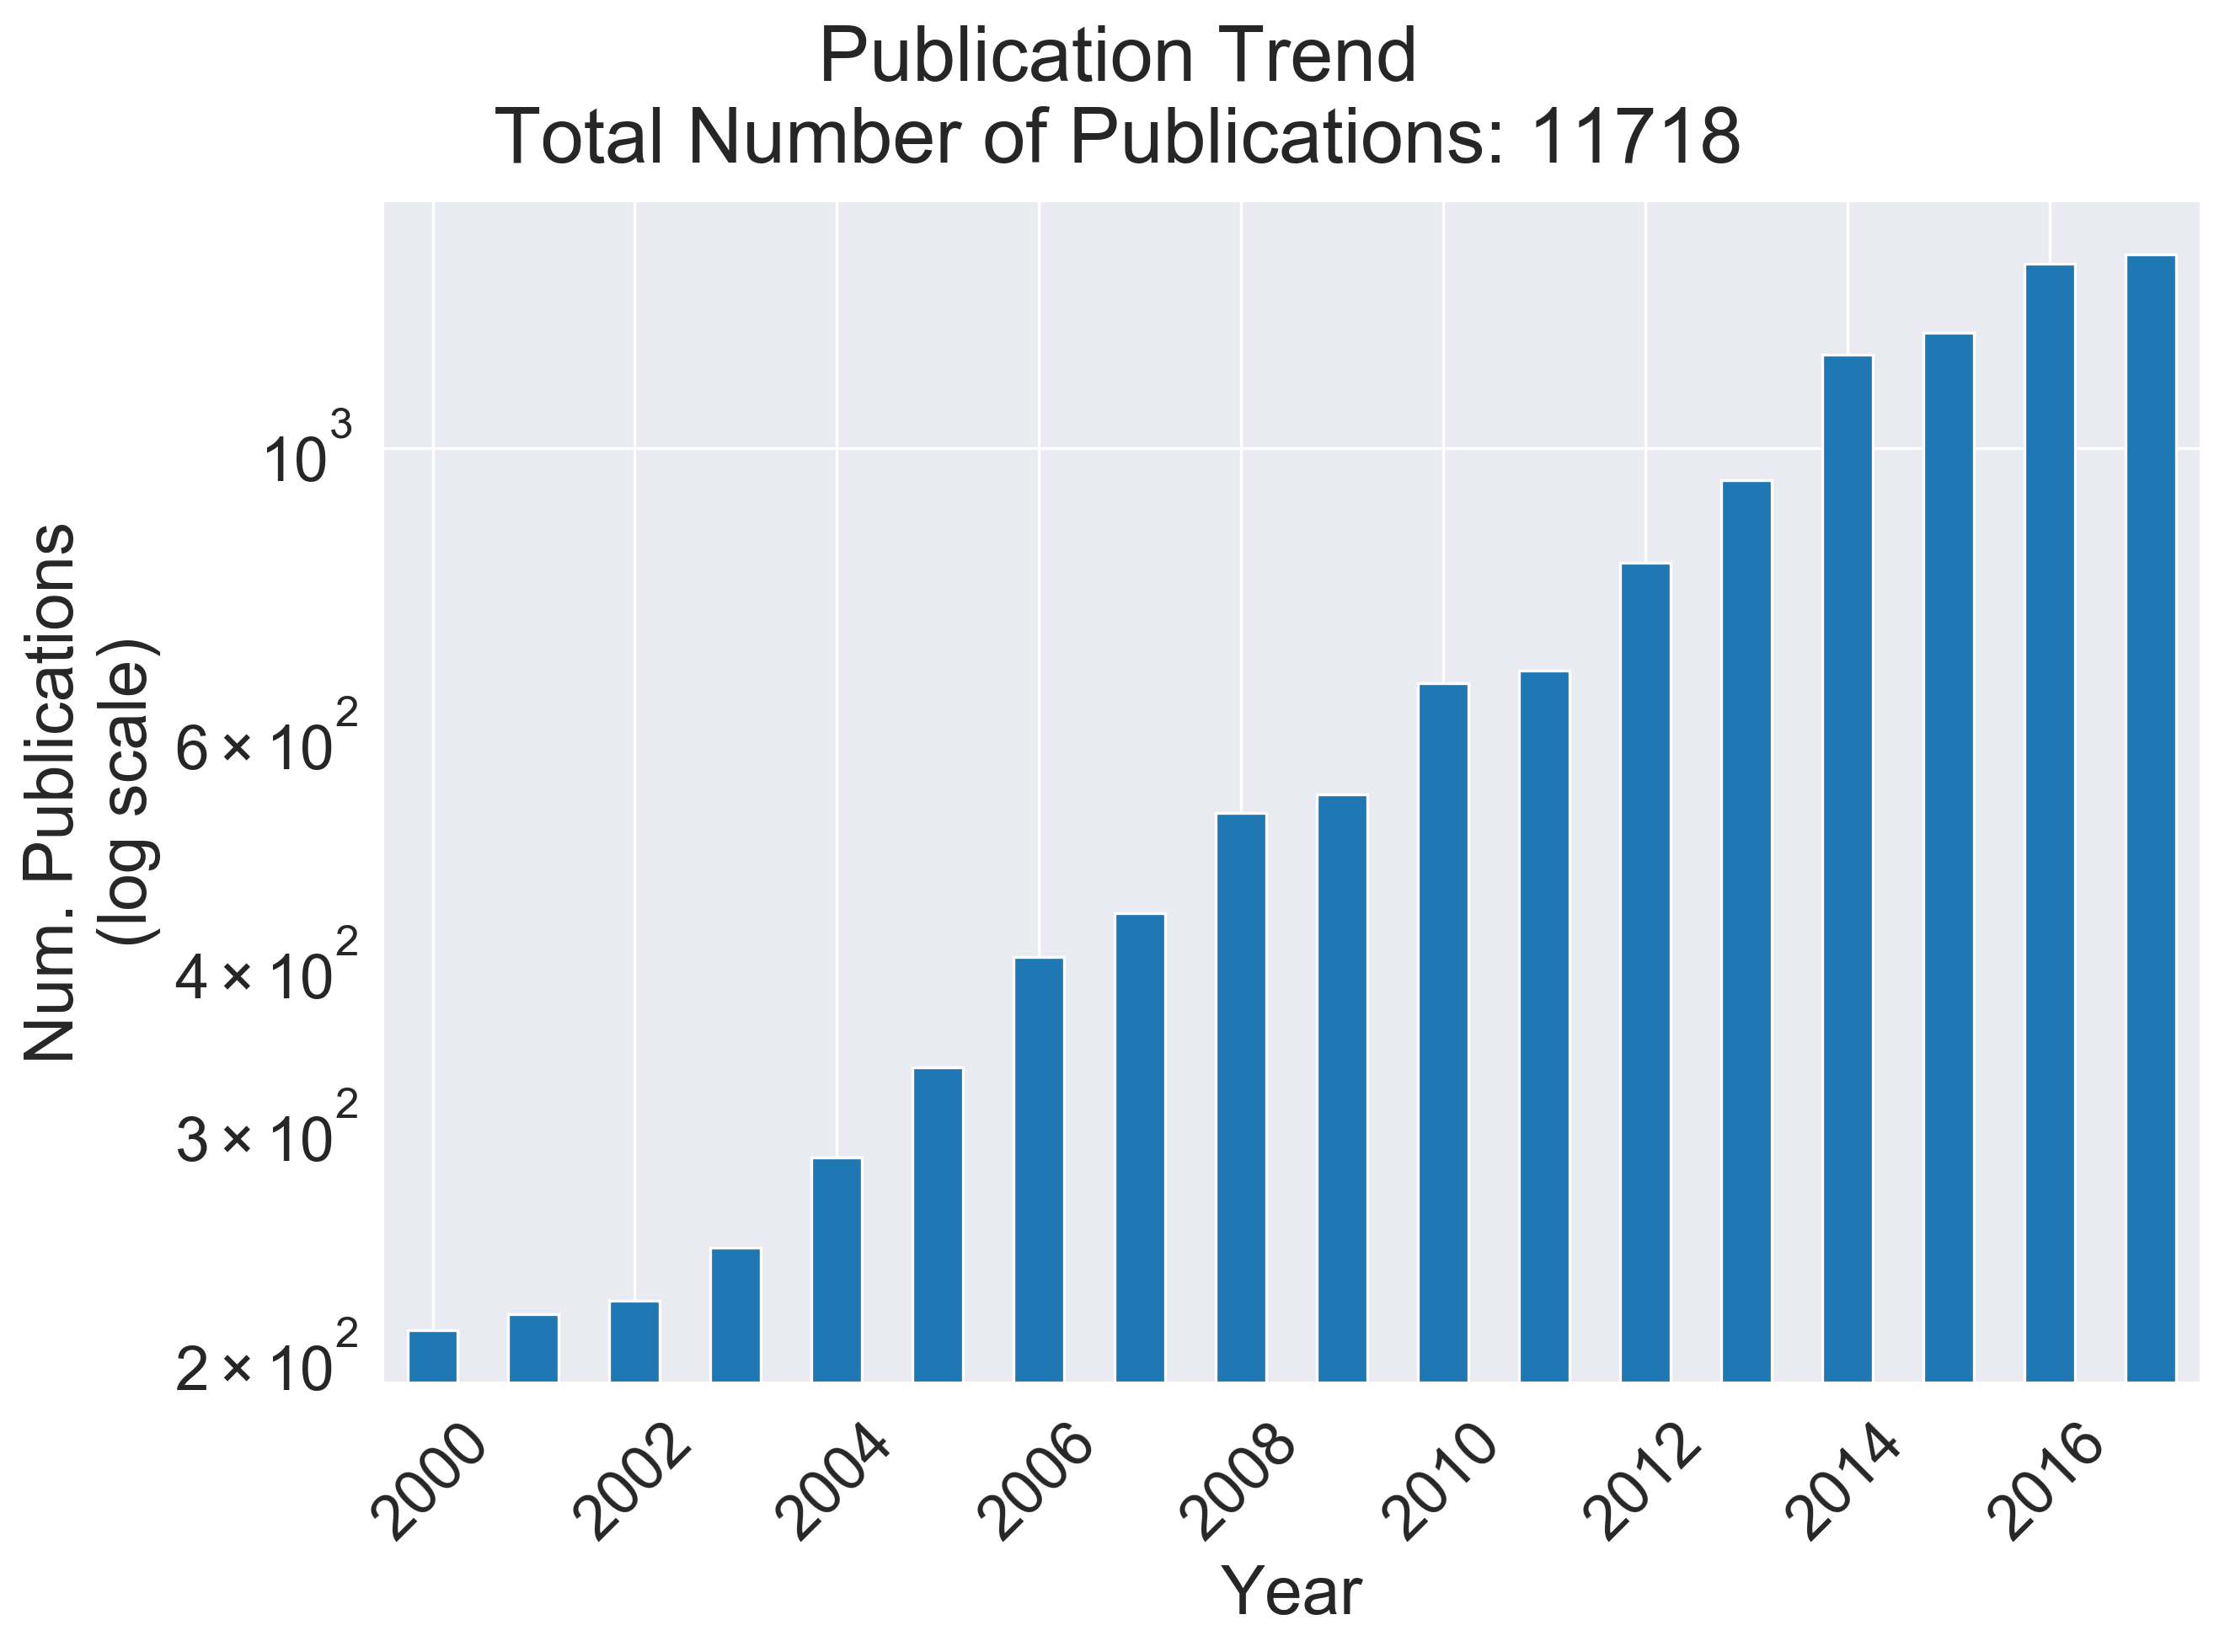 Publication Trend
Total Number of Publications: 11718
Num. Publications
(log scale)
10³
6×10²
4×10²
3×10²
2×10²
2000
2002
2004
2006
2008
2010
2012
2014
2016
Year